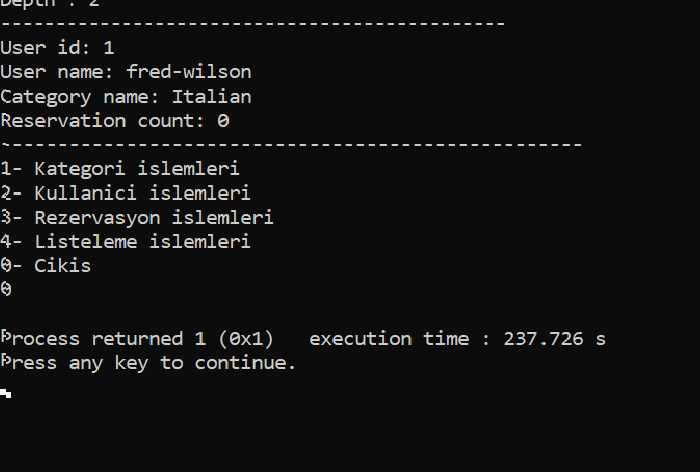 Depth : 2
--------------------------------------------
User id: 1
User name: fred-wilson
Category name: Italian
Reservation count: 0
---------------------------------------------------
1- Kategori islemleri
2- Kullanici islemleri
3- Rezervasyon islemleri
4- Listeleme islemleri
0- Cikis
0
Process returned 1 (0x1)   execution time : 237.726 s
Press any key to continue.